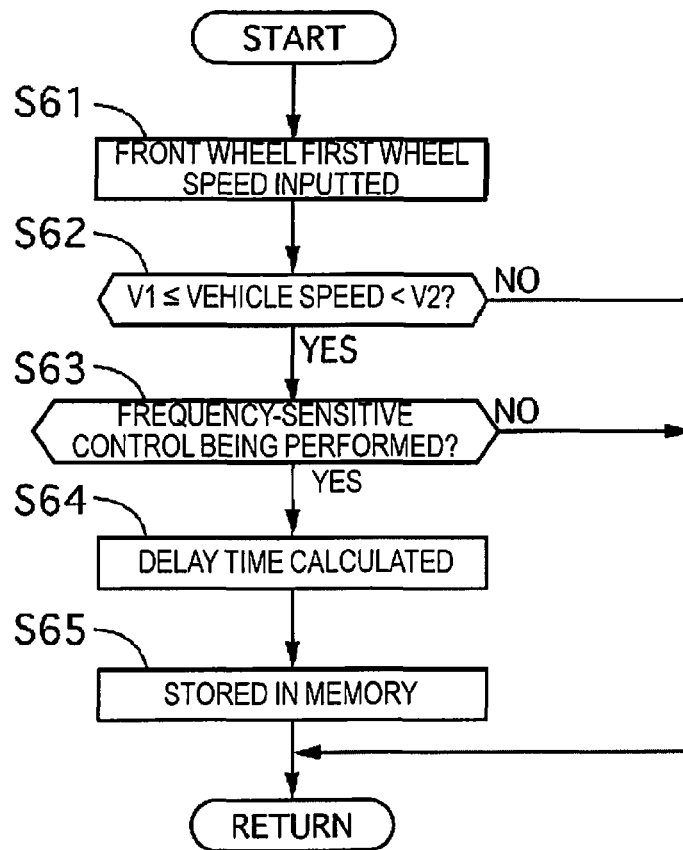 START
S61
FRONT WHEEL FIRST WHEEL
SPEED INPUTTED
S62
V1 ≤ VEHICLE SPEED < V2?
NO
YES
S63
FREQUENCY-SENSITIVE
CONTROL BEING PERFORMED?
NO
YES
S64
DELAY TIME CALCULATED
S65
STORED IN MEMORY
RETURN